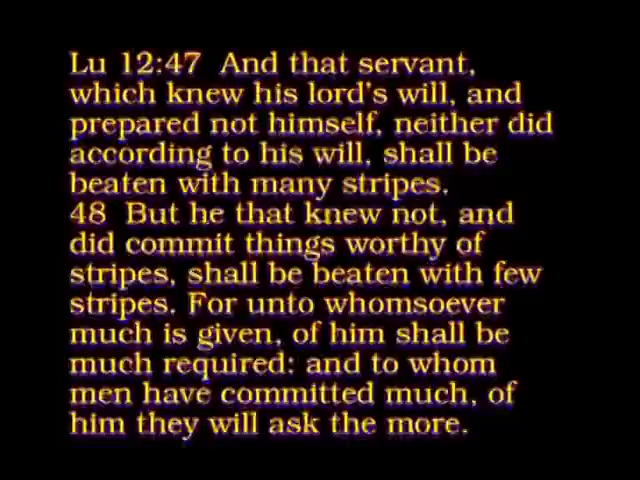 Lu 12:47  And that servant,
which knew his lord's will, and
prepared not himself, neither did
according to his will, shall be
beaten with many stripes.
48  But he that knew not, and
did commit things worthy of
stripes, shall be beaten with few
stripes. For unto whomsoever
much is given, of him shall be
much required: and to whom
men have committed much, of
him they will ask the more.